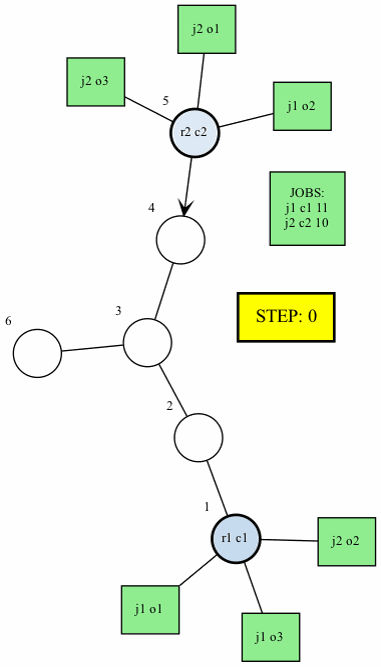 j2 o1
j2 o3
5
j1 o2
r2 c2
JOBS:
j1 c1 11
j2 c2 10
4
STEP: 0
3
6
2
1
r1 c1
j2 o2
j1 o1
j1 o3